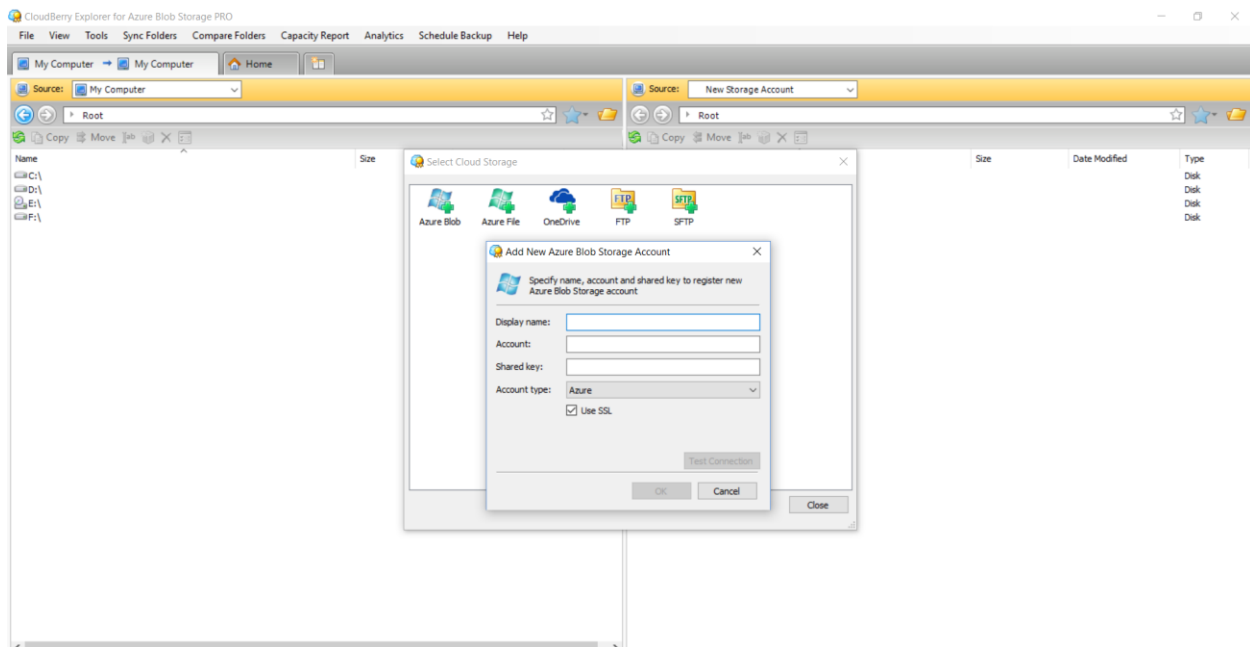 CloudBerry Explorer for Azure Blob Storage PRO
File View Tools Sync Folders Compare Folders Capacity Report Analytics Schedule Backup Help
My Computer My Computer Home
Source: My Computer
Root
Copy Move
Name Size
C:\
D:\
E:\
F:\
Source: New Storage Account
Root
Copy Move
Size Date Modified Type
Disk
Disk
Disk
Disk
Select Cloud Storage
FTP SFTP
Azure Blob Azure File OneDrive FTP SFTP
Add New Azure Blob Storage Account
Specify name, account and shared key to register new
Azure Blob Storage account
Display name:
Account:
Shared key:
Account type: Azure
Use SSL
Test Connection
OK Cancel
Close